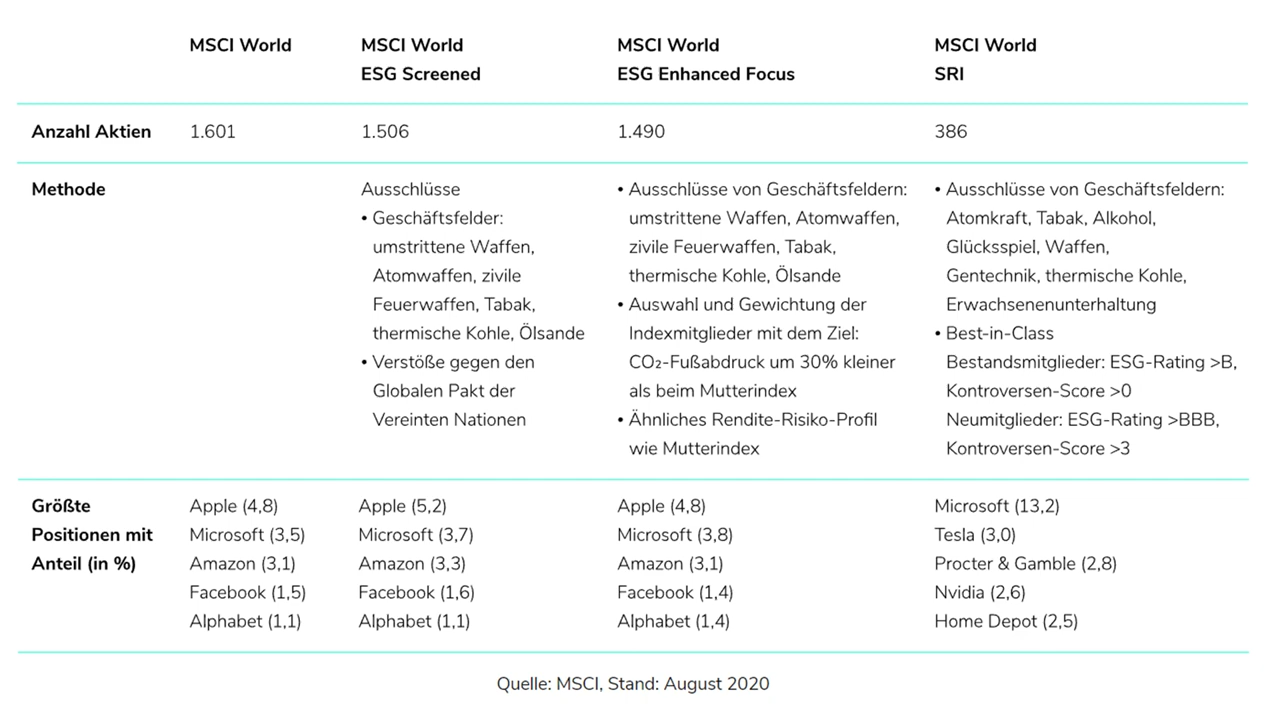 MSCI World
MSCI World
ESG Screened
MSCI World
ESG Enhanced Focus
MSCI World
SRI
Anzahl Aktien
1.601
1.506
1.490
386
Methode
Ausschlüsse
• Geschäftsfelder:
umstrittene Waffen,
Atomwaffen, zivile
Feuerwaffen, Tabak,
thermische Kohle, Ölsande
• Verstöße gegen den
Globalen Pakt der
Vereinten Nationen
• Ausschlüsse von Geschäftsfeldern:
umstrittene Waffen, Atomwaffen,
zivile Feuerwaffen, Tabak,
thermische Kohle, Ölsande
• Auswahl und Gewichtung der
Indexmitglieder mit dem Ziel:
CO₂-Fußabdruck um 30% kleiner
als beim Mutterindex
• Ähnliches Rendite-Risiko-Profil
wie Mutterindex
• Ausschlüsse von Geschäftsfeldern:
Atomkraft, Tabak, Alkohol,
Glücksspiel, Waffen,
Gentechnik, thermische Kohle,
Erwachsenenunterhaltung
• Best-in-Class
Bestandsmitglieder: ESG-Rating >B,
Kontroversen-Score >0
Neumitglieder: ESG-Rating >BBB,
Kontroversen-Score >3
Größte
Positionen mit
Anteil (in %)
Apple (4,8)
Microsoft (3,5)
Amazon (3,1)
Facebook (1,5)
Alphabet (1,1)
Apple (5,2)
Microsoft (3,7)
Amazon (3,3)
Facebook (1,6)
Alphabet (1,1)
Apple (4,8)
Microsoft (3,8)
Amazon (3,1)
Facebook (1,4)
Alphabet (1,4)
Microsoft (13,2)
Tesla (3,0)
Procter & Gamble (2,8)
Nvidia (2,6)
Home Depot (2,5)
Quelle: MSCI, Stand: August 2020